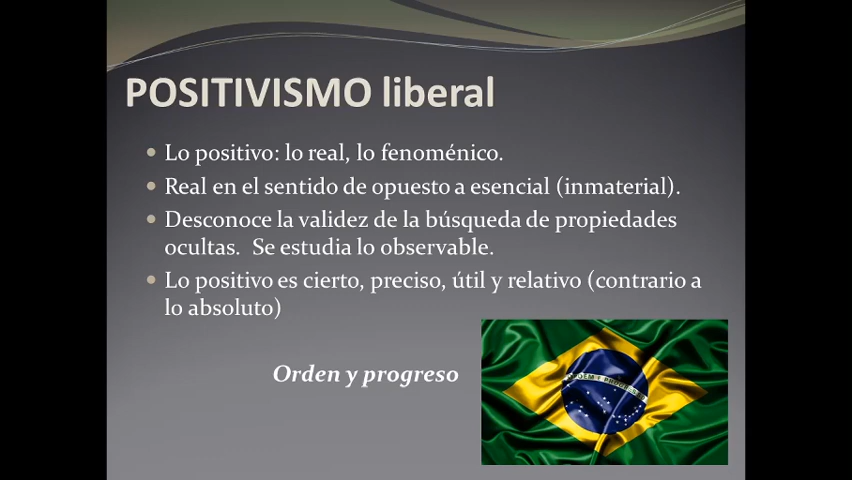 POSITIVISMO liberal
• Lo positivo: lo real, lo fenoménico.
• Real en el sentido de opuesto a esencial (inmaterial).
• Desconoce la validez de la búsqueda de propiedades
ocultas.  Se estudia lo observable.
• Lo positivo es cierto, preciso, útil y relativo (contrario a
lo absoluto)
Orden y progreso